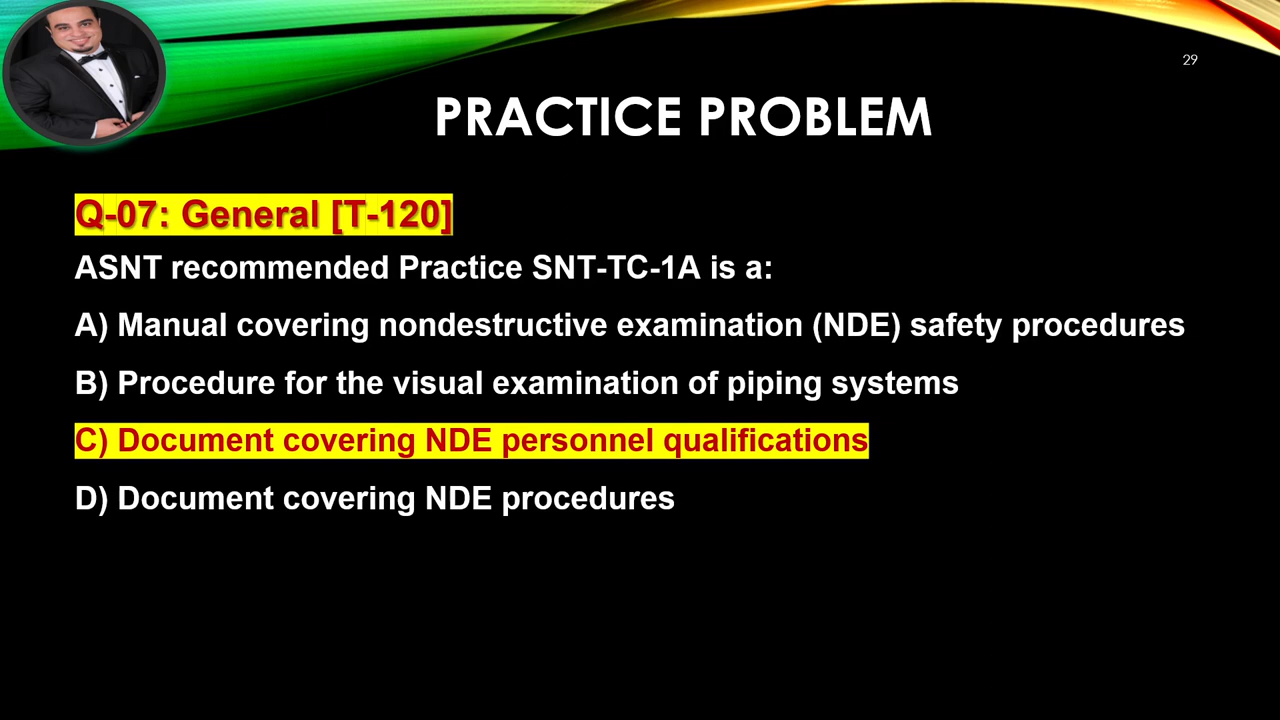 29
PRACTICE PROBLEM
Q-07: General [T-120]
ASNT recommended Practice SNT-TC-1A is a:
A) Manual covering nondestructive examination (NDE) safety procedures
B) Procedure for the visual examination of piping systems
C) Document covering NDE personnel qualifications
D) Document covering NDE procedures